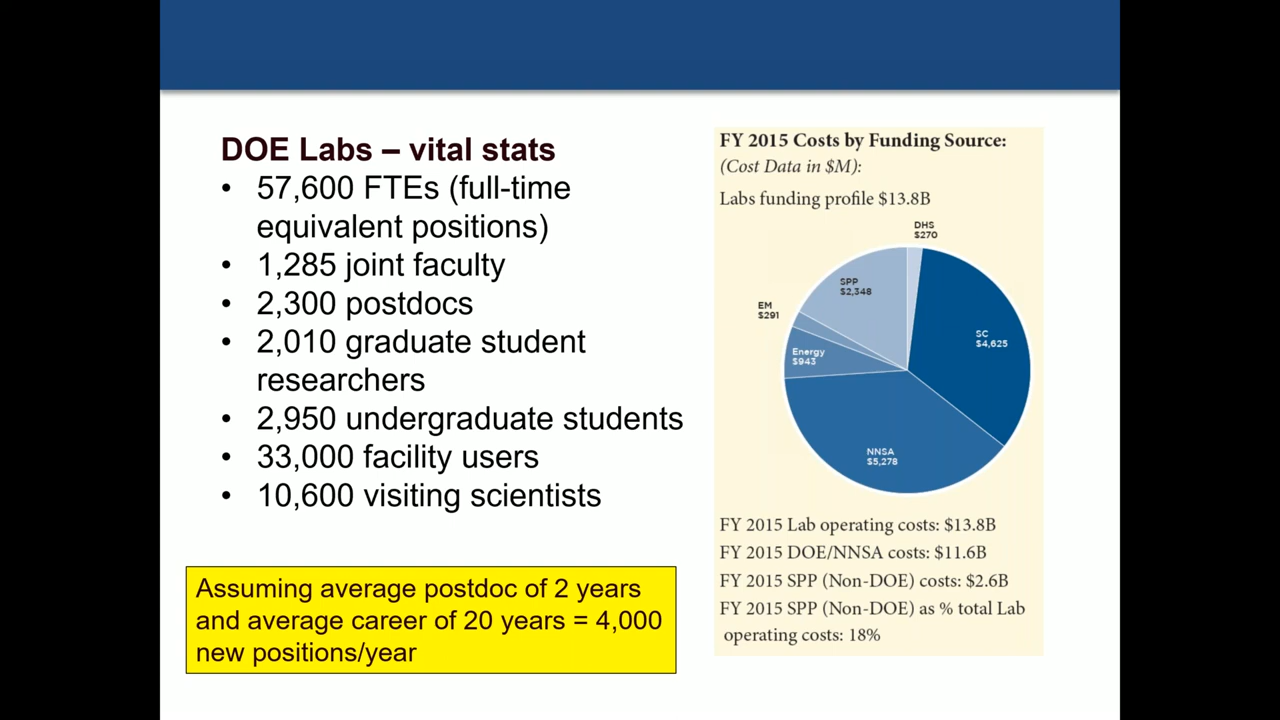 DOE Labs – vital stats
• 57,600 FTEs (full-time
equivalent positions)
• 1,285 joint faculty
• 2,300 postdocs
• 2,010 graduate student
researchers
• 2,950 undergraduate students
• 33,000 facility users
• 10,600 visiting scientists
Assuming average postdoc of 2 years
and average career of 20 years = 4,000
new positions/year
FY 2015 Costs by Funding Source:
(Cost Data in $M):
Labs funding profile $13.8B
DHS
$270
SPP
$2,348
EM
$291
SC
$4,625
Energy
$943
NNSA
$5,278
FY 2015 Lab operating costs: $13.8B
FY 2015 DOE/NNSA costs: $11.6B
FY 2015 SPP (Non-DOE) costs: $2.6B
FY 2015 SPP (Non-DOE) as % total Lab
operating costs: 18%